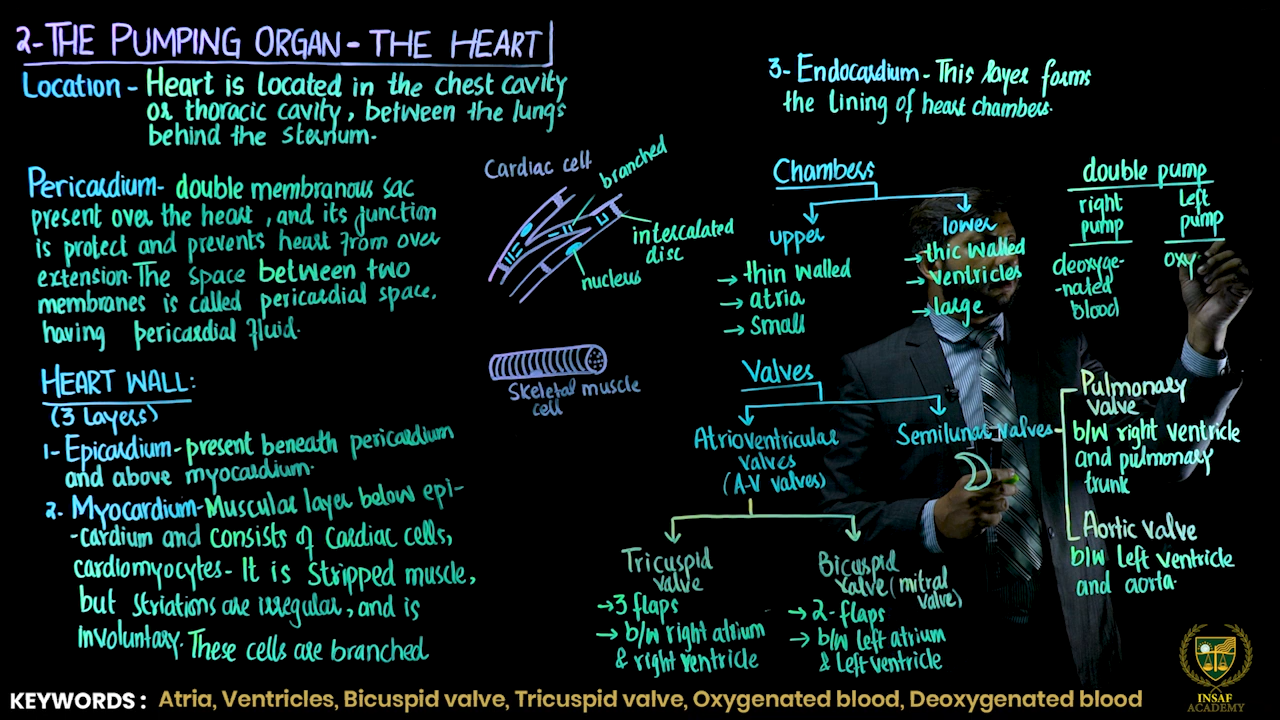 2-THE PUMPING ORGAN - THE HEART
Location - Heart is located in the chest cavity
or thoracic cavity, between the lungs
behind the sternum.
Pericardium- double membranous sac
present over the heart, and its junction
is protect and prevents heart from over
extension. The space between two
membranes is called pericardial space.
having pericardial fluid.
HEART WALL:
(3 Layers)
1- Epicardium - present beneath pericardium
and above myocardium.
2. Myocardium - Muscular layer below epi-
-cardium and consists of cardiac cells,
cardiomyocytes - It is stripped muscle,
but striations are irregular, and is
involuntary. These cells are branched
Cardiac cell
branched
intercalated
disc
nucleus
Skeletal muscle
cell
3- Endocardium - This layer forms
the lining of heart chambers.
Chambers
upper
→ thin walled
→ atria
→ small
lower
→ thic walled
→ ventricles
→ large
double pump
right
pump
deoxyge-
-nated
blood
left
pump
oxy
Valves
Atrioventricular
valves
(A-V valves)
Semilunar valves
Pulmonary
valve
b/w right ventricle
and pulmonary
trunk
Aortic valve
b/w left ventricle
and aorta.
Tricuspid
valve
→3 flaps
→ b/w right atrium
& right ventricle
Bicuspid
valve (mitral
valve)
→ 2-flaps
→ b/w left atrium
& Left ventricle
KEYWORDS : Atria, Ventricles, Bicuspid valve, Tricuspid valve, Oxygenated blood, Deoxygenated blood
INSAF
ACADEMY